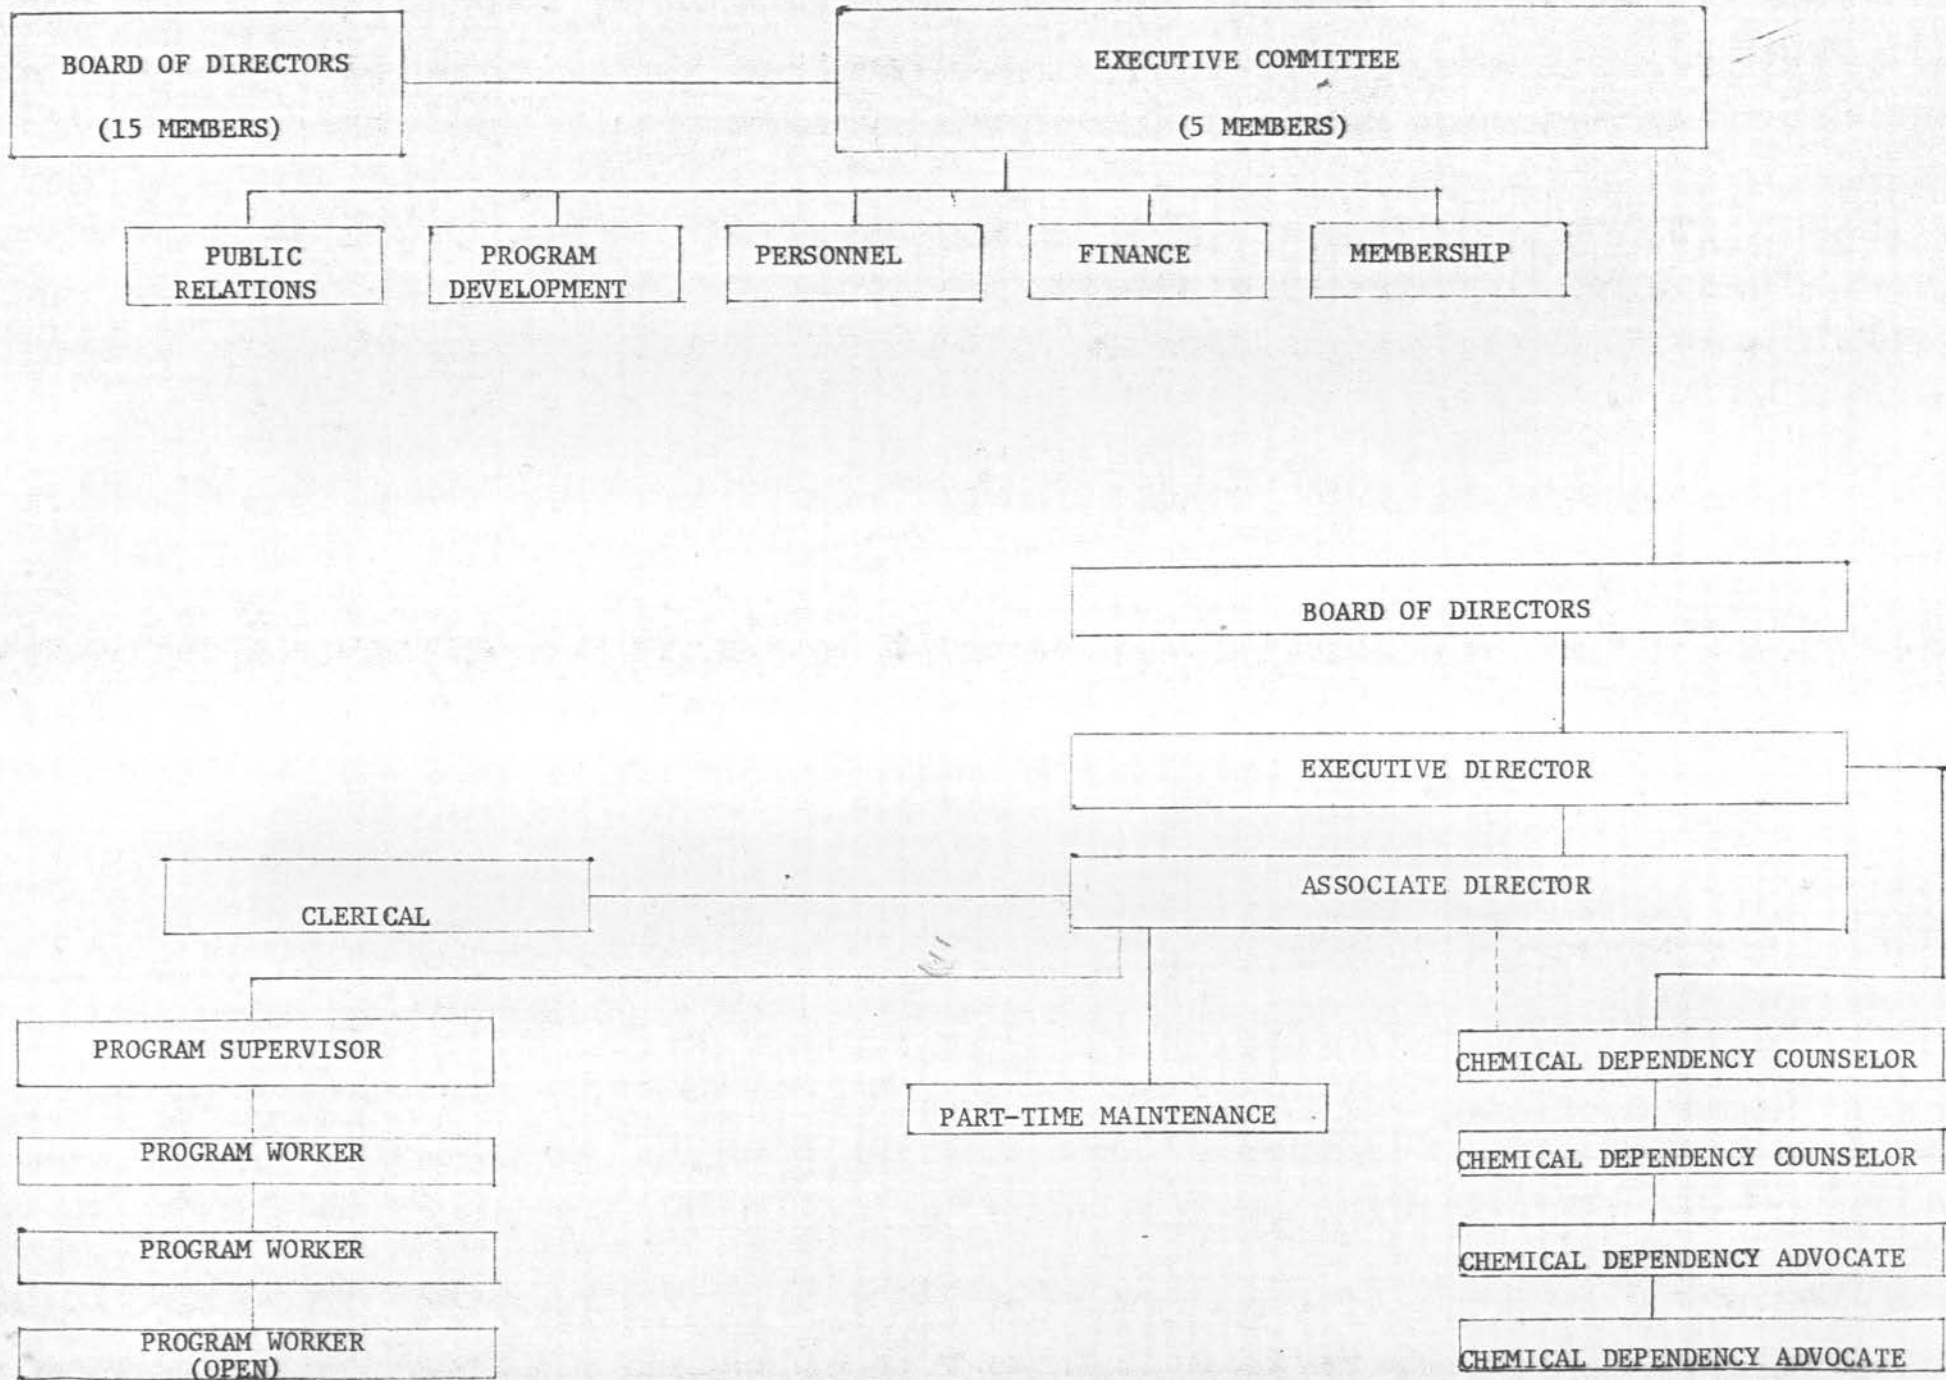 BOARD OF DIRECTORS
(15 MEMBERS)
EXECUTIVE COMMITTEE
(5 MEMBERS)
PUBLIC
RELATIONS
PROGRAM
DEVELOPMENT
PERSONNEL
FINANCE
MEMBERSHIP
BOARD OF DIRECTORS
EXECUTIVE DIRECTOR
ASSOCIATE DIRECTOR
CLERICAL
PROGRAM SUPERVISOR
PROGRAM WORKER
PROGRAM WORKER
PROGRAM WORKER
(OPEN)
PART-TIME MAINTENANCE
CHEMICAL DEPENDENCY COUNSELOR
CHEMICAL DEPENDENCY COUNSELOR
CHEMICAL DEPENDENCY ADVOCATE
CHEMICAL DEPENDENCY ADVOCATE